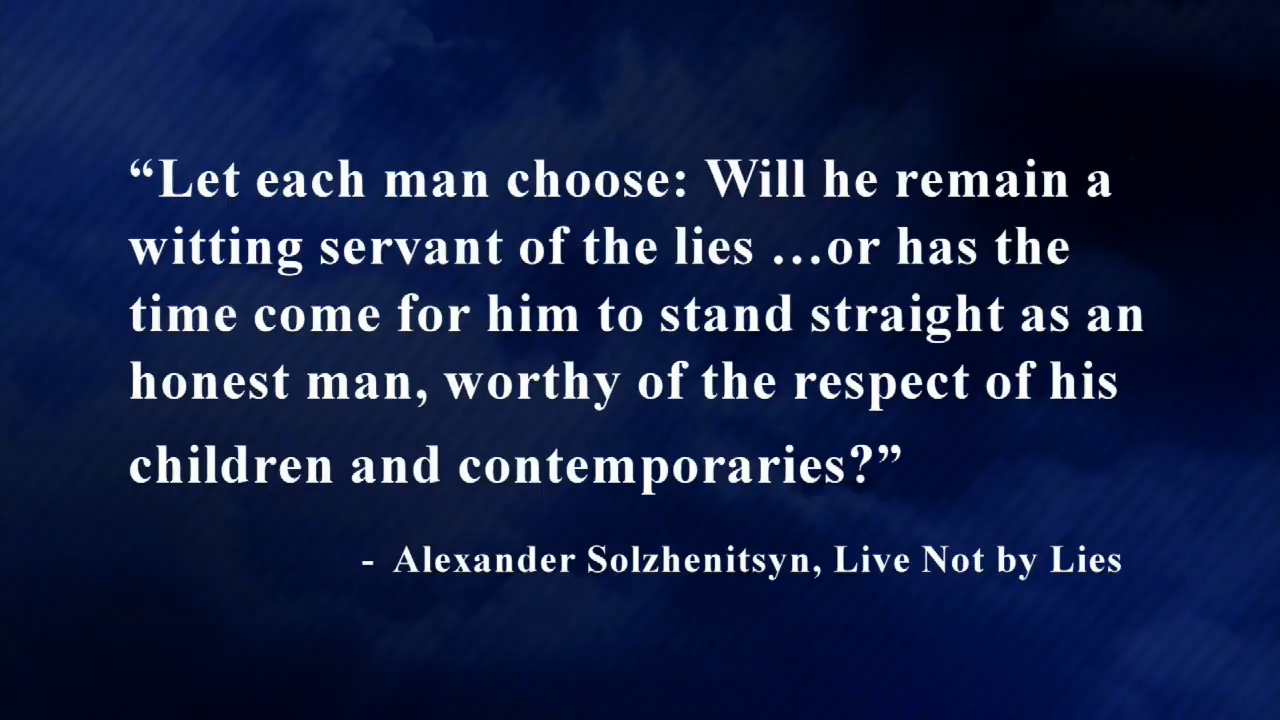 “Let each man choose: Will he remain a
witting servant of the lies …or has the
time come for him to stand straight as an
honest man, worthy of the respect of his
children and contemporaries?”
- Alexander Solzhenitsyn, Live Not by Lies